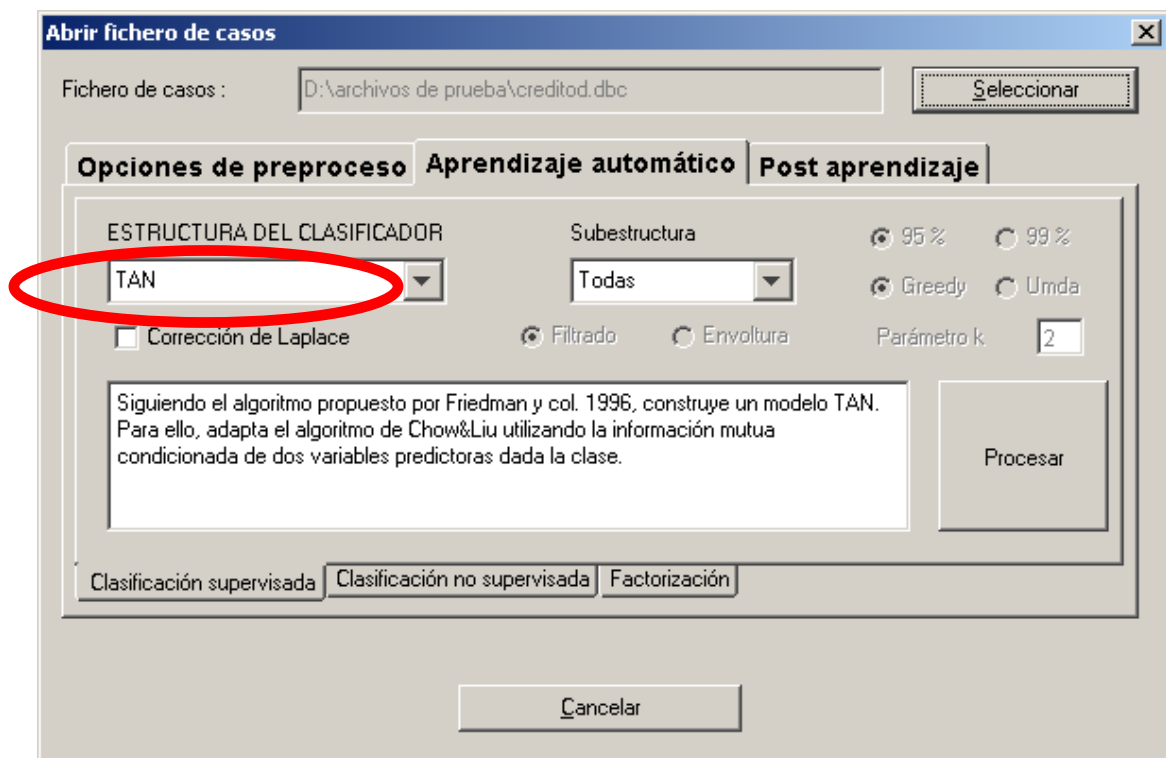 Abrir fichero de casos
Fichero de casos : D:\archivos de prueba\creditod.dbc Seleccionar
Opciones de preproceso Aprendizaje automático Post aprendizaje
ESTRUCTURA DEL CLASIFICADOR Subestructura 95 % 99 %
TAN Todas Greedy Umda
Corrección de Laplace Filtrado Envoltura Parámetro k 2
Siguiendo el algoritmo propuesto por Friedman y col. 1996, construye un modelo TAN.
Para ello, adapta el algoritmo de Chow&Liu utilizando la información mutua
condicionada de dos variables predictoras dada la clase.
Procesar
Clasificación supervisada Clasificación no supervisada Factorización
Cancelar